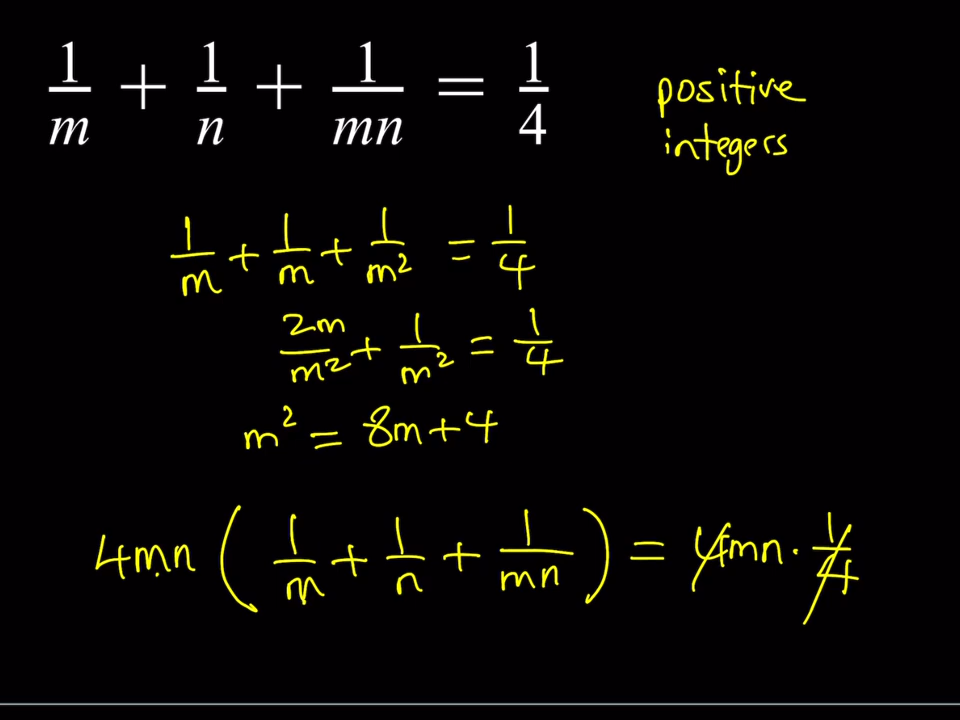 1/m + 1/n + 1/mn = 1/4
positive
integers
1/m + 1/m + 1/m² = 1/4
2m/m² + 1/m² = 1/4
m² = 8m+4
4mn ( 1/m + 1/n + 1/mn ) = 4mn · 1/4